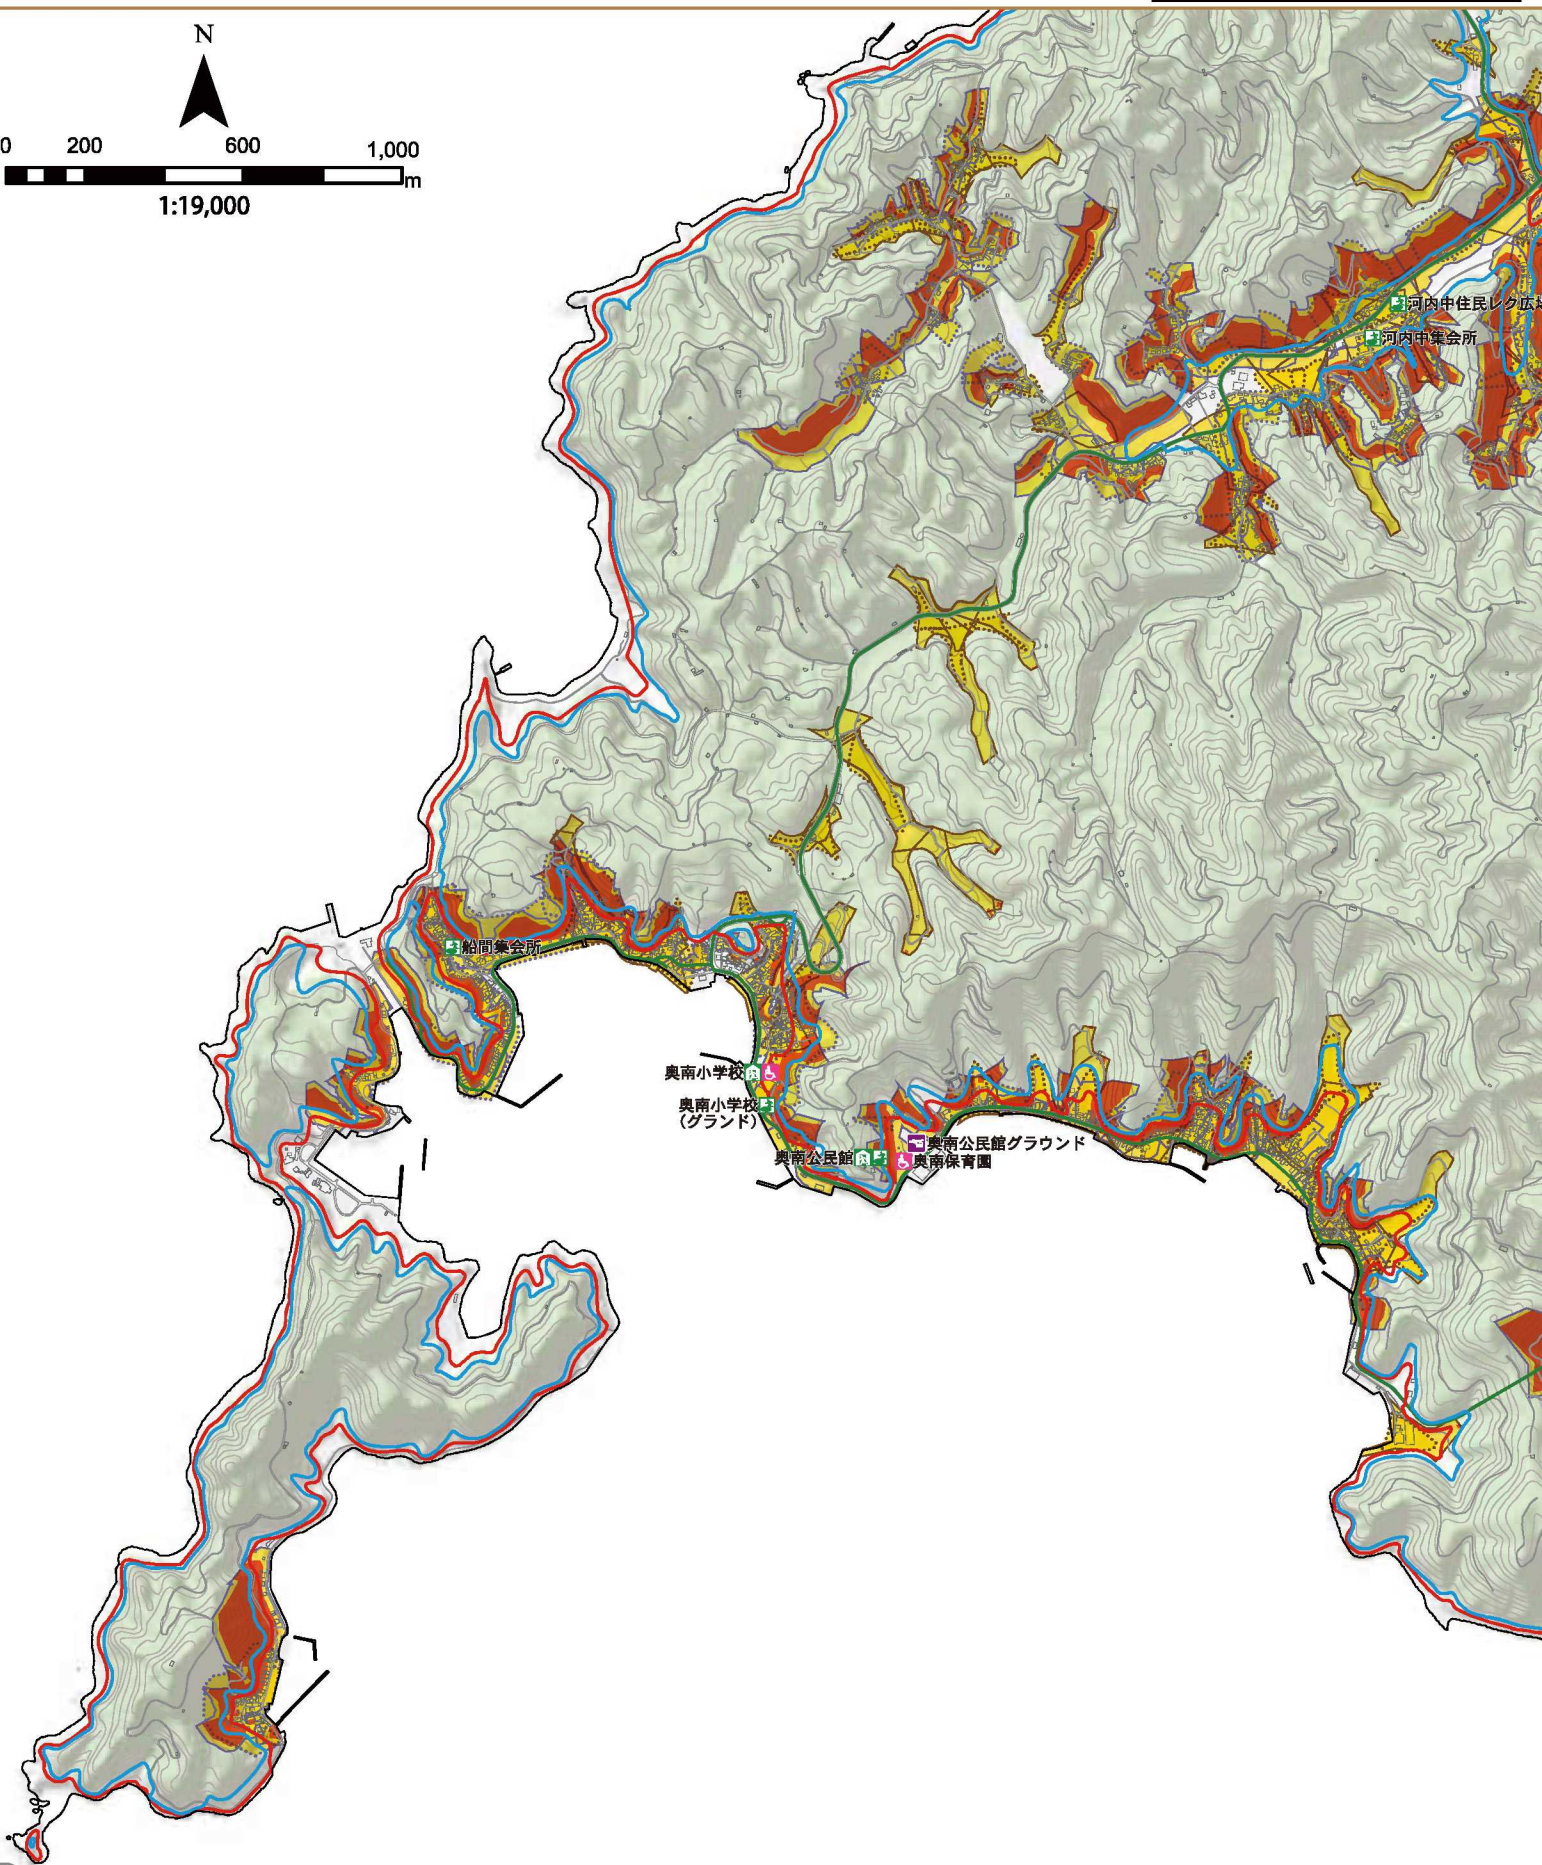 N
0 200 600 1,000
m
1:19,000
河内中住民レク広場
河内中集会所
船間集会所
奥南小学校
奥南小学校
（グランド）
奥南公民館グラウンド
奥南公民館
奥南保育園